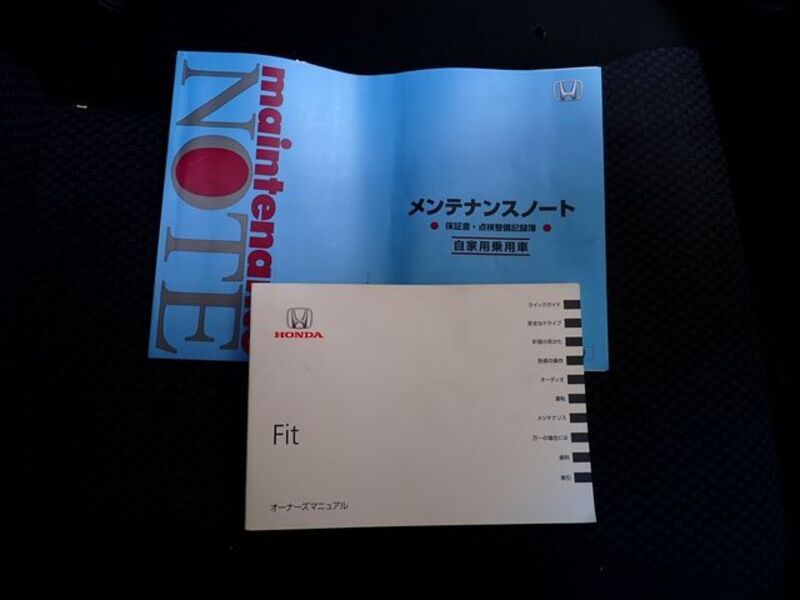 maintenance
NOTE
メンテナンスノート
保証書・点検整備記録簿
自家用乗用車
HONDA
Fit
オーナーズマニュアル
クイックガイド
安全なドライブ
計器の見かた
各部の操作
オーディオ
運転
メンテナンス
万一の場合には
資料
索引